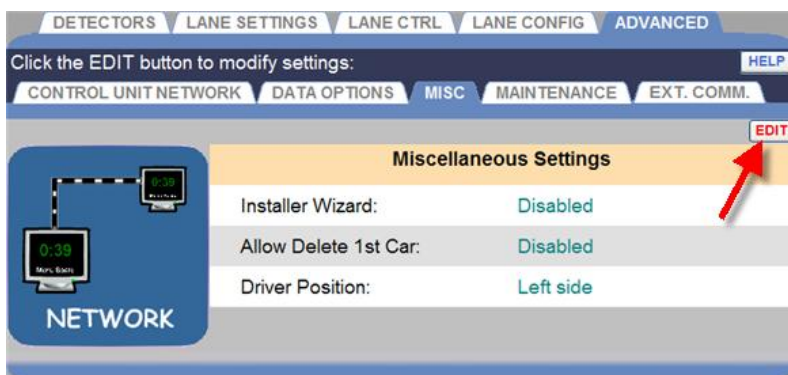 DETECTORS LANE SETTINGS LANE CTRL LANE CONFIG ADVANCED
Click the EDIT button to modify settings: HELP
CONTROL UNIT NETWORK DATA OPTIONS MISC MAINTENANCE EXT. COMM.
EDIT
Miscellaneous Settings
0:39
Installer Wizard: Disabled
0:39
Allow Delete 1st Car: Disabled
Driver Position: Left side
NETWORK